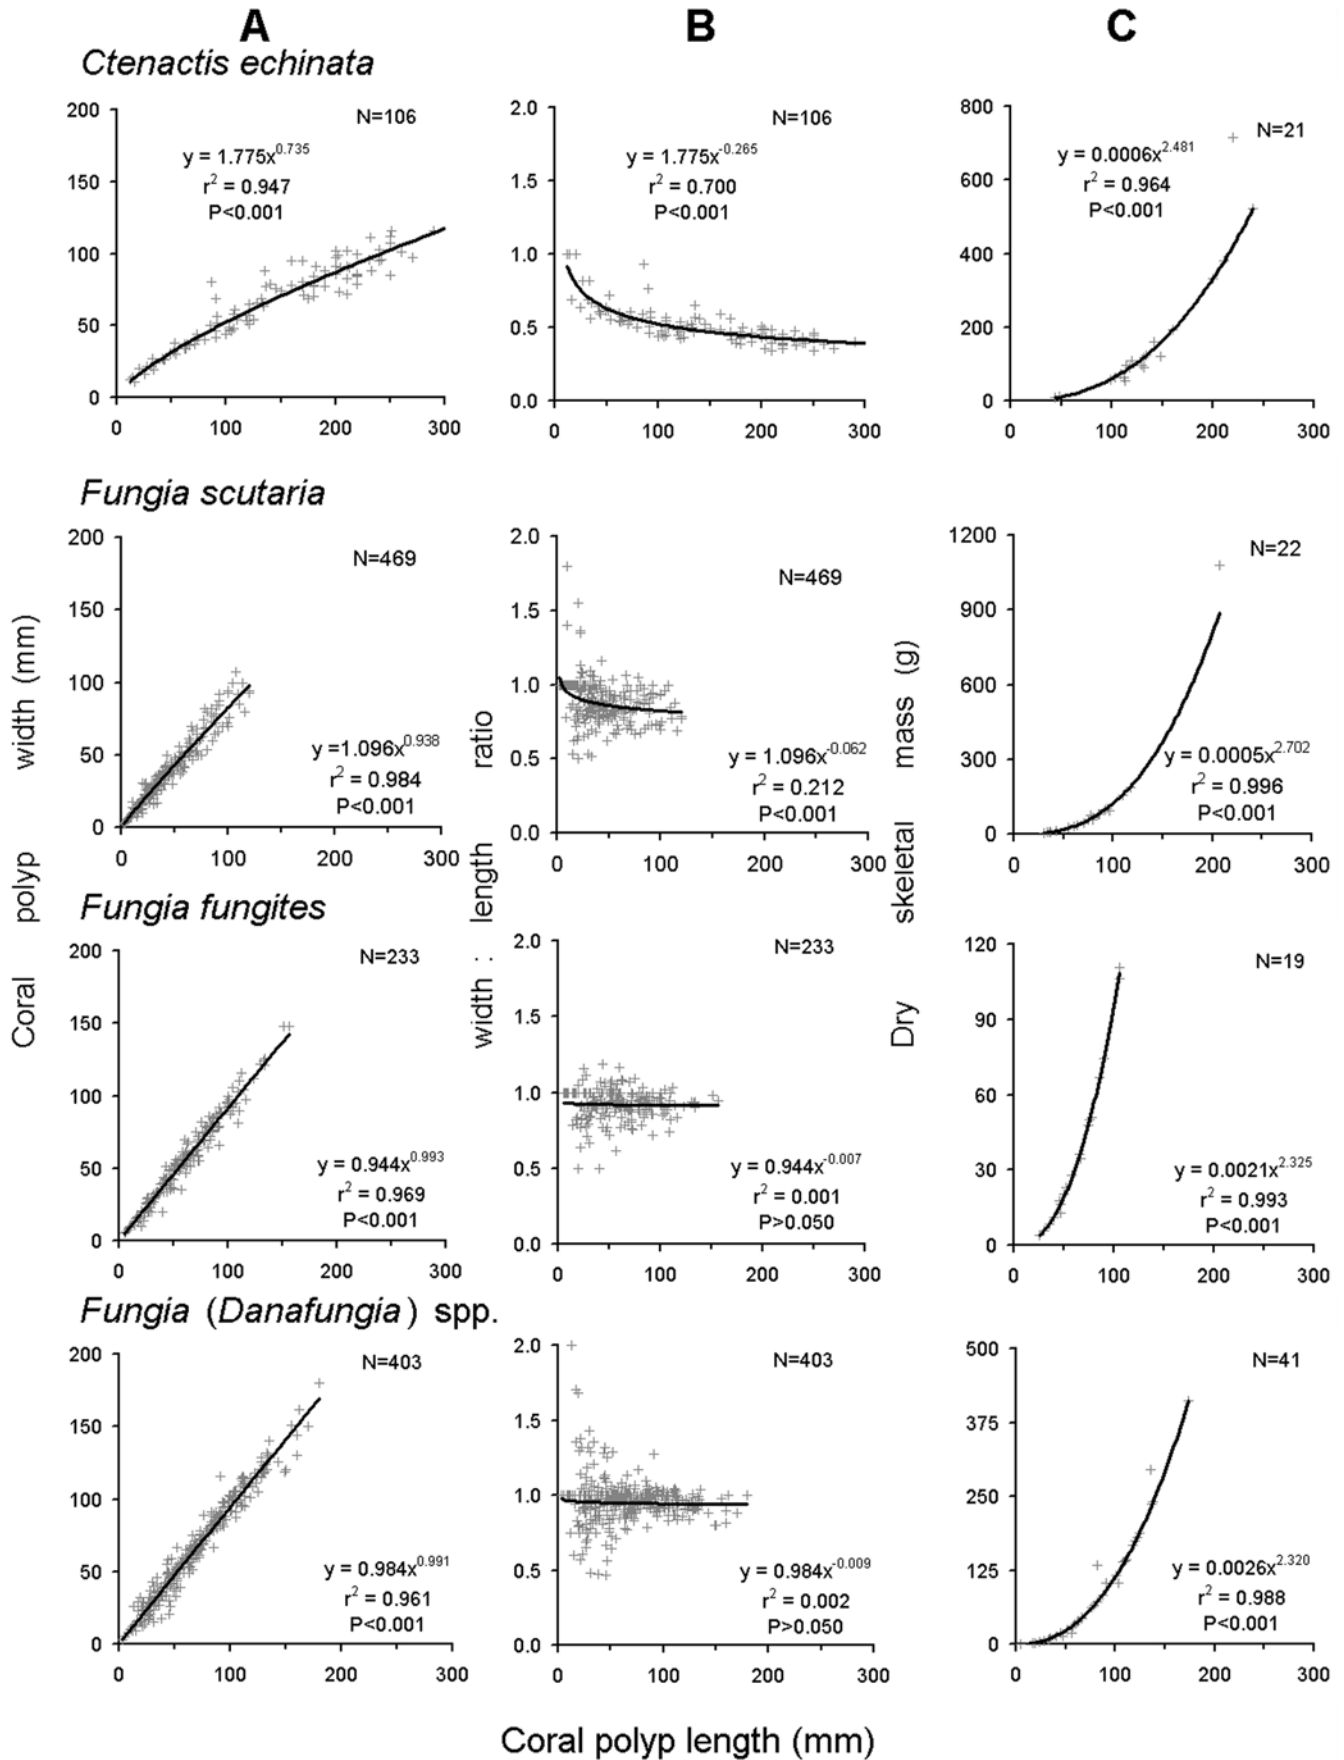 A B C
Ctenactis echinata
200
150
100
50
0
0 100 200 300
N=106
y = 1.775x^0.735
r^2 = 0.947
P<0.001
2.0
1.5
1.0
0.5
0.0
0 100 200 300
N=106
y = 1.775x^-0.265
r^2 = 0.700
P<0.001
800
600
400
200
0
0 100 200 300
N=21
y = 0.0006x^2.481
r^2 = 0.964
P<0.001
Fungia scutaria
200
150
100
50
0
0 100 200 300
N=469
y =1.096x^0.938
r^2 = 0.984
P<0.001
2.0
1.5
1.0
0.5
0.0
0 100 200 300
N=469
y = 1.096x^-0.062
r^2 = 0.212
P<0.001
1200
900
600
300
0
0 100 200 300
N=22
y = 0.0005x^2.702
r^2 = 0.996
P<0.001
Fungia fungites
200
150
100
50
0
0 100 200 300
N=233
y = 0.944x^0.993
r^2 = 0.969
P<0.001
2.0
1.5
1.0
0.5
0.0
0 100 200 300
N=233
y = 0.944x^-0.007
r^2 = 0.001
P>0.050
120
90
60
30
0
0 100 200 300
N=19
y = 0.0021x^2.325
r^2 = 0.993
P<0.001
Fungia (Danafungia) spp.
200
150
100
50
0
0 100 200 300
N=403
y = 0.984x^0.991
r^2 = 0.961
P<0.001
2.0
1.5
1.0
0.5
0.0
0 100 200 300
N=403
y = 0.984x^-0.009
r^2 = 0.002
P>0.050
500
375
250
125
0
0 100 200 300
N=41
y = 0.0026x^2.320
r^2 = 0.988
P<0.001
Coral polyp width (mm)
width : length ratio
Dry skeletal mass (g)
Coral polyp length (mm)